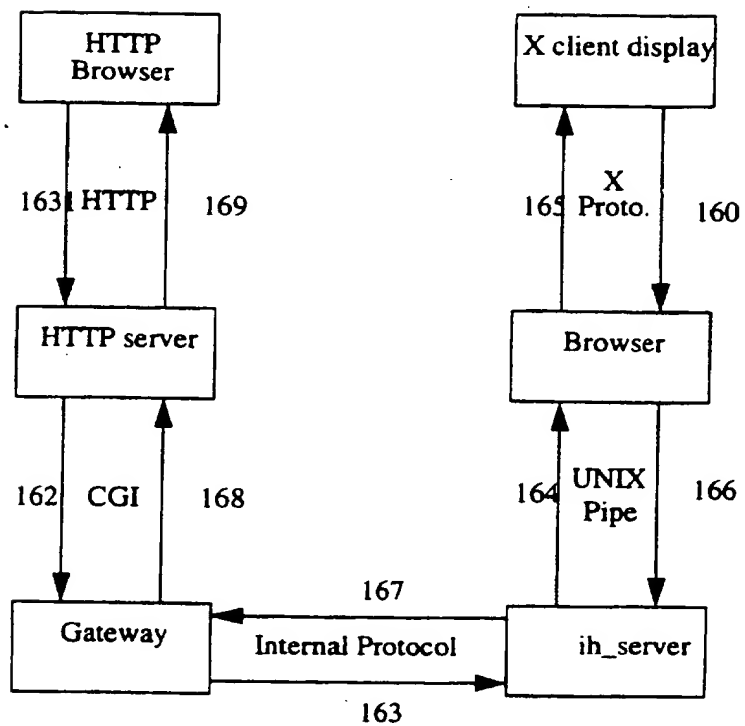 HTTP
Browser
X client display
1631 HTTP 169
165 X
Proto. 160
HTTP server
Browser
162 CGI 168
164 UNIX
Pipe 166
167
Gateway
Internal Protocol
ih_server
163